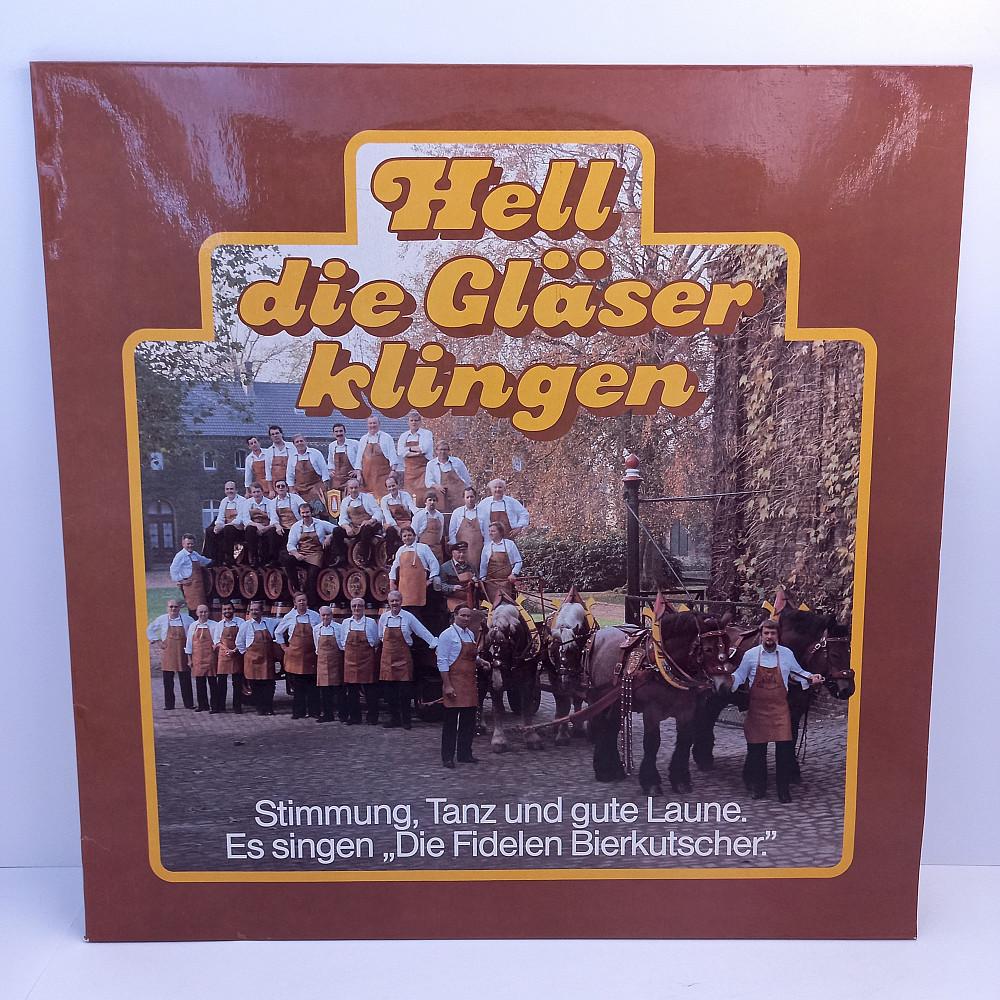 Hell
die Gläser
klingen
Stimmung, Tanz und gute Laune.
Es singen „Die Fidelen Bierkutscher.”